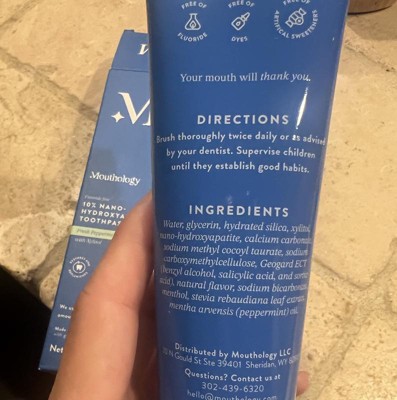 FREE OF
FLUORIDE
FREE OF
DYES
FREE OF
ARTIFICIAL SWEETENERS
Your mouth will thank you.
DIRECTIONS
Brush thoroughly twice daily or as advised
by your dentist. Supervise children
until they establish good habits.
INGREDIENTS
Water, glycerin, hydrated silica, xylitol,
nano-hydroxyapatite, calcium carbonate,
sodium methyl cocoyl taurate, sodium
carboxymethylcellulose, Geogard ECT
(benzyl alcohol, salicylic acid, and sorbic
acid), natural flavor, sodium bicarbonate,
menthol, stevia rebaudiana leaf extract,
mentha arvensis (peppermint) oil.
Distributed by Mouthology LLC
30 N Gould St Ste 39401 Sheridan, WY
Questions? Contact us at
302-439-6320
hello@mouthology.com
M
Mouthology
10% NANO-
HYDROXYA
TOOTHPA
Fresh Peppermi
with Xylitol
Net